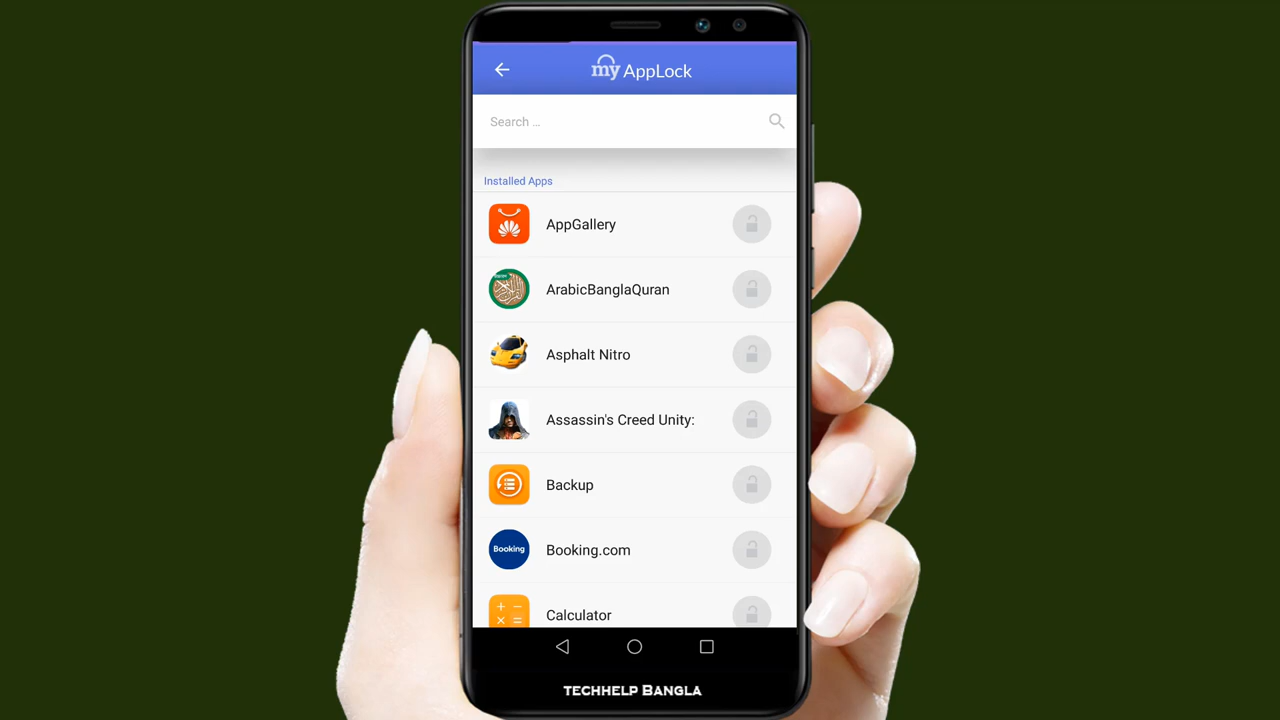 my AppLock
Search ...
Installed Apps
AppGallery
ArabicBanglaQuran
Asphalt Nitro
Assassin's Creed Unity:
Backup
Booking
Booking.com
Calculator
TECHHELP BANGLA